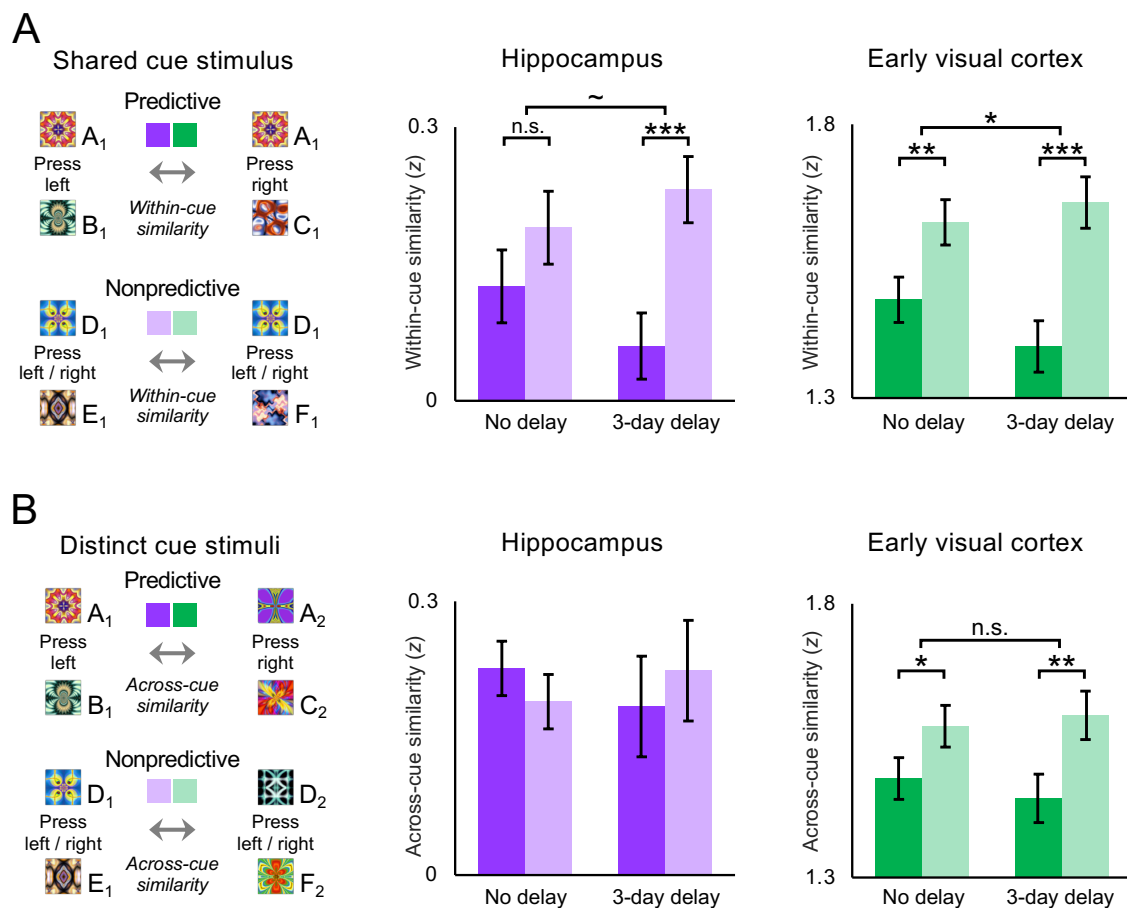 A
Shared cue stimulus
Predictive
A1
A1
Press left
Press right
Within-cue similarity
B1
C1
Nonpredictive
D1
D1
Press left / right
Press left / right
Within-cue similarity
E1
F1
Hippocampus
~
n.s.
***
0.3
Within-cue similarity (z)
0
No delay
3-day delay
Early visual cortex
*
**
***
1.8
Within-cue similarity (z)
1.3
No delay
3-day delay
B
Distinct cue stimuli
Predictive
A1
A2
Press left
Press right
Across-cue similarity
B1
C2
Nonpredictive
D1
D2
Press left / right
Press left / right
Across-cue similarity
E1
F2
Hippocampus
0.3
Across-cue similarity (z)
0
No delay
3-day delay
Early visual cortex
n.s.
*
**
1.8
Across-cue similarity (z)
1.3
No delay
3-day delay